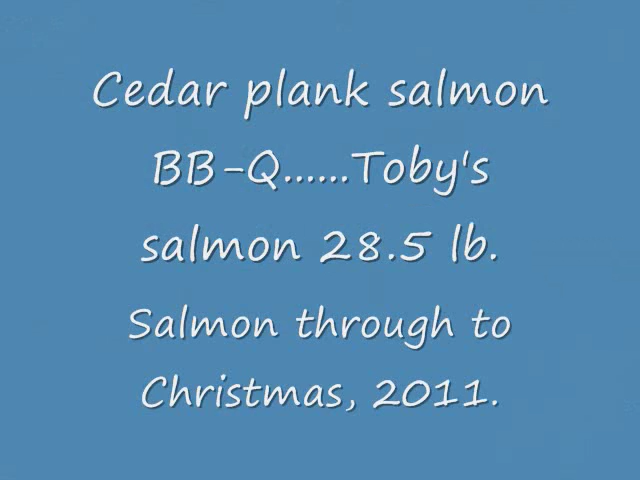 Cedar plank salmon
BB-Q......Toby's
salmon 28.5 lb.
Salmon through to
Christmas, 2011.